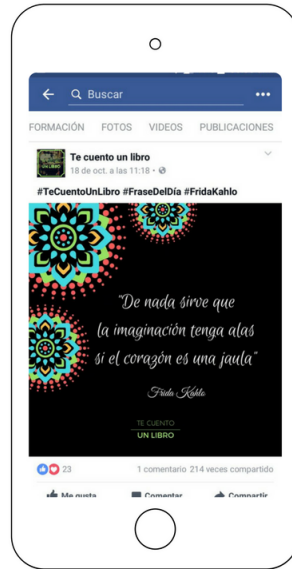 Buscar
FORMACIÓN FOTOS VIDEOS PUBLICACIONES
Te cuento un libro
18 de oct. a las 11:18
#TeCuentoUnLibro #FraseDelDía #FridaKahlo
"De nada sirve que
la imaginación tenga alas
si el corazón es una jaula"
Frida Kahlo
TE CUENTO
UN LIBRO
23 1 comentario 214 veces compartido
Me gusta Comentar Compartir